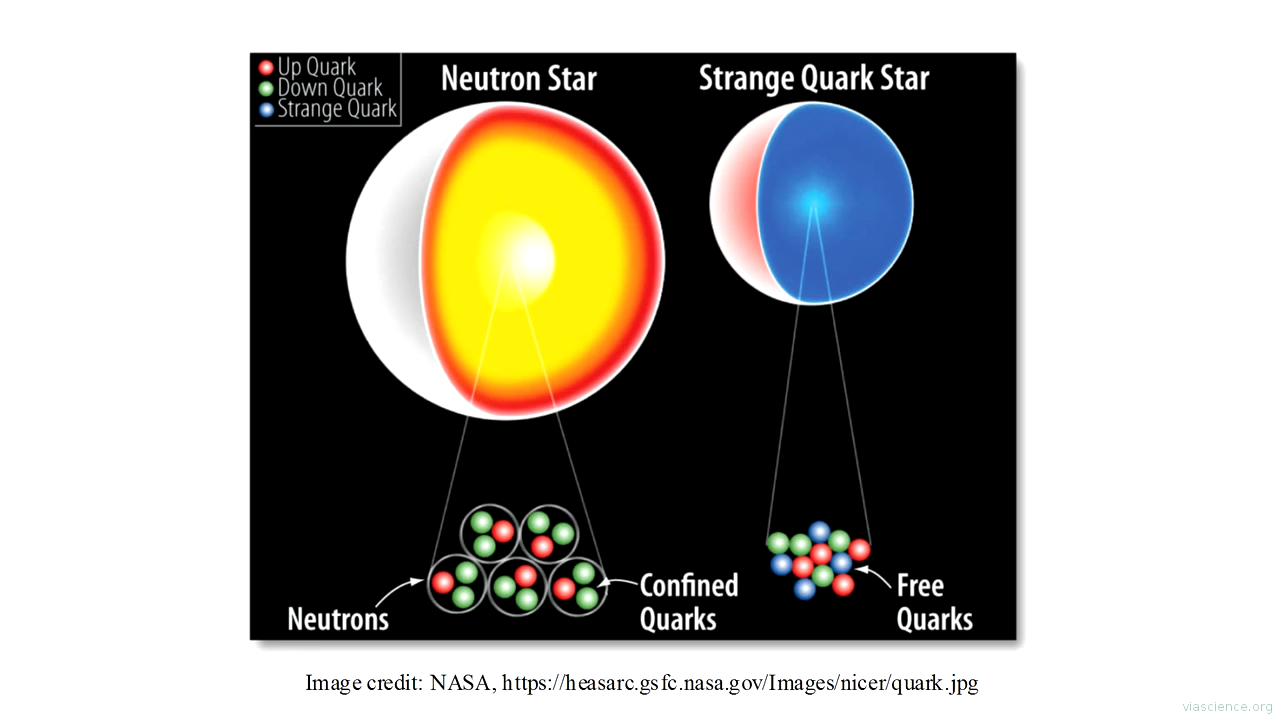 Up Quark
Down Quark
Strange Quark
Neutron Star
Strange Quark Star
Neutrons
Confined
Quarks
Free
Quarks
Image credit: NASA, https://heasarc.gsfc.nasa.gov/Images/nicer/quark.jpg
viascience.org